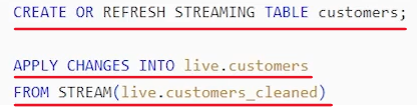 CREATE OR REFRESH STREAMING TABLE customers;
APPLY CHANGES INTO live.customers
FROM STREAM(live.customers_cleaned)